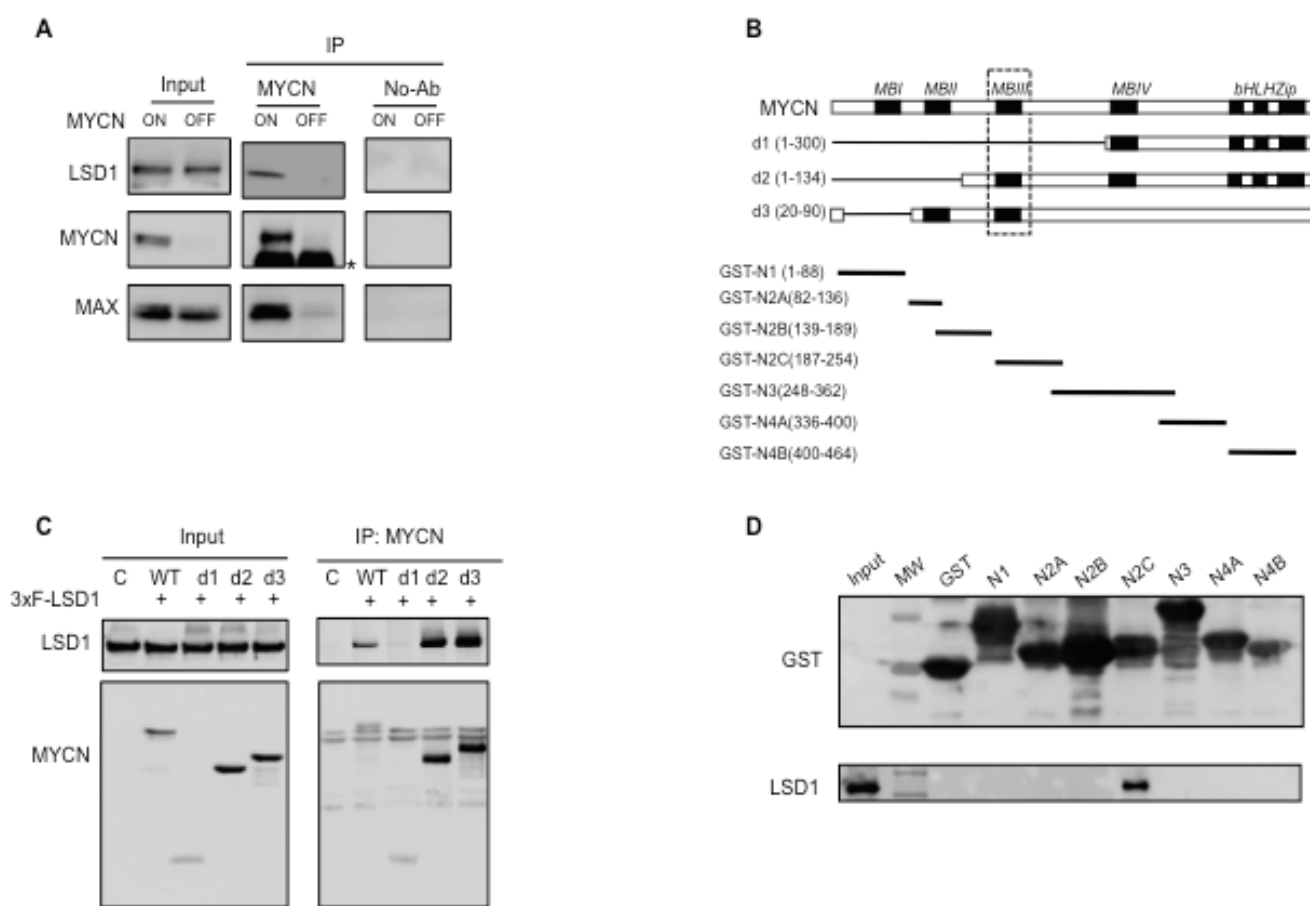 A
IP
Input MYCN No-Ab
MYCN ON OFF ON OFF ON OFF
LSD1
MYCN
*
MAX
B
MBI MBII MBIII MBIV bHLHZip
MYCN
d1 (1-300)
d2 (1-134)
d3 (20-90)
GST-N1 (1-88)
GST-N2A(82-136)
GST-N2B(139-189)
GST-N2C(187-254)
GST-N3(248-362)
GST-N4A(336-400)
GST-N4B(400-464)
C
Input IP: MYCN
C WT d1 d2 d3 C WT d1 d2 d3
3xF-LSD1 + + + + + + + +
LSD1
MYCN
D
Input MW GST N1 N2A N2B N2C N3 N4A N4B
GST
LSD1